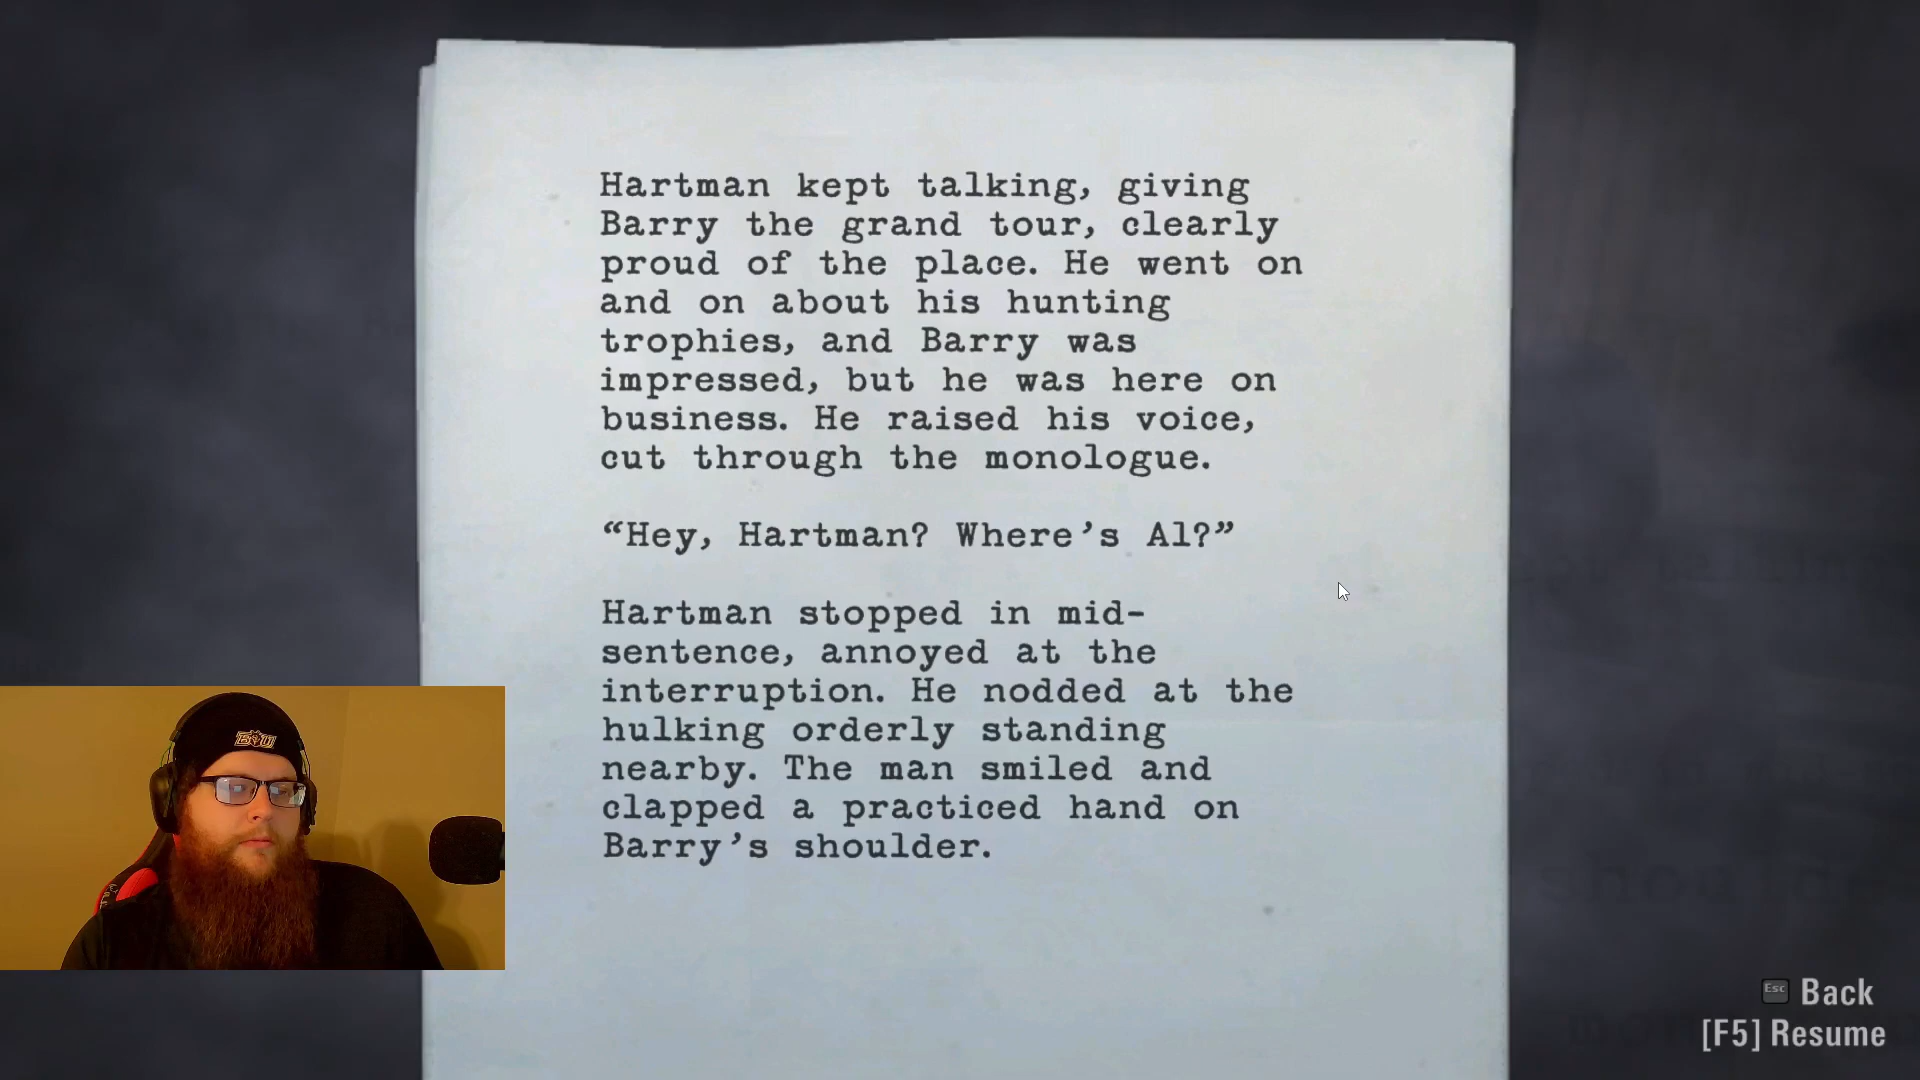 Hartman kept talking, giving
Barry the grand tour, clearly
proud of the place. He went on
and on about his hunting
trophies, and Barry was
impressed, but he was here on
business. He raised his voice,
cut through the monologue.
“Hey, Hartman? Where’s Al?”
Hartman stopped in mid-
sentence, annoyed at the
interruption. He nodded at the
hulking orderly standing
nearby. The man smiled and
clapped a practiced hand on
Barry’s shoulder.
Esc Back
[F5] Resume